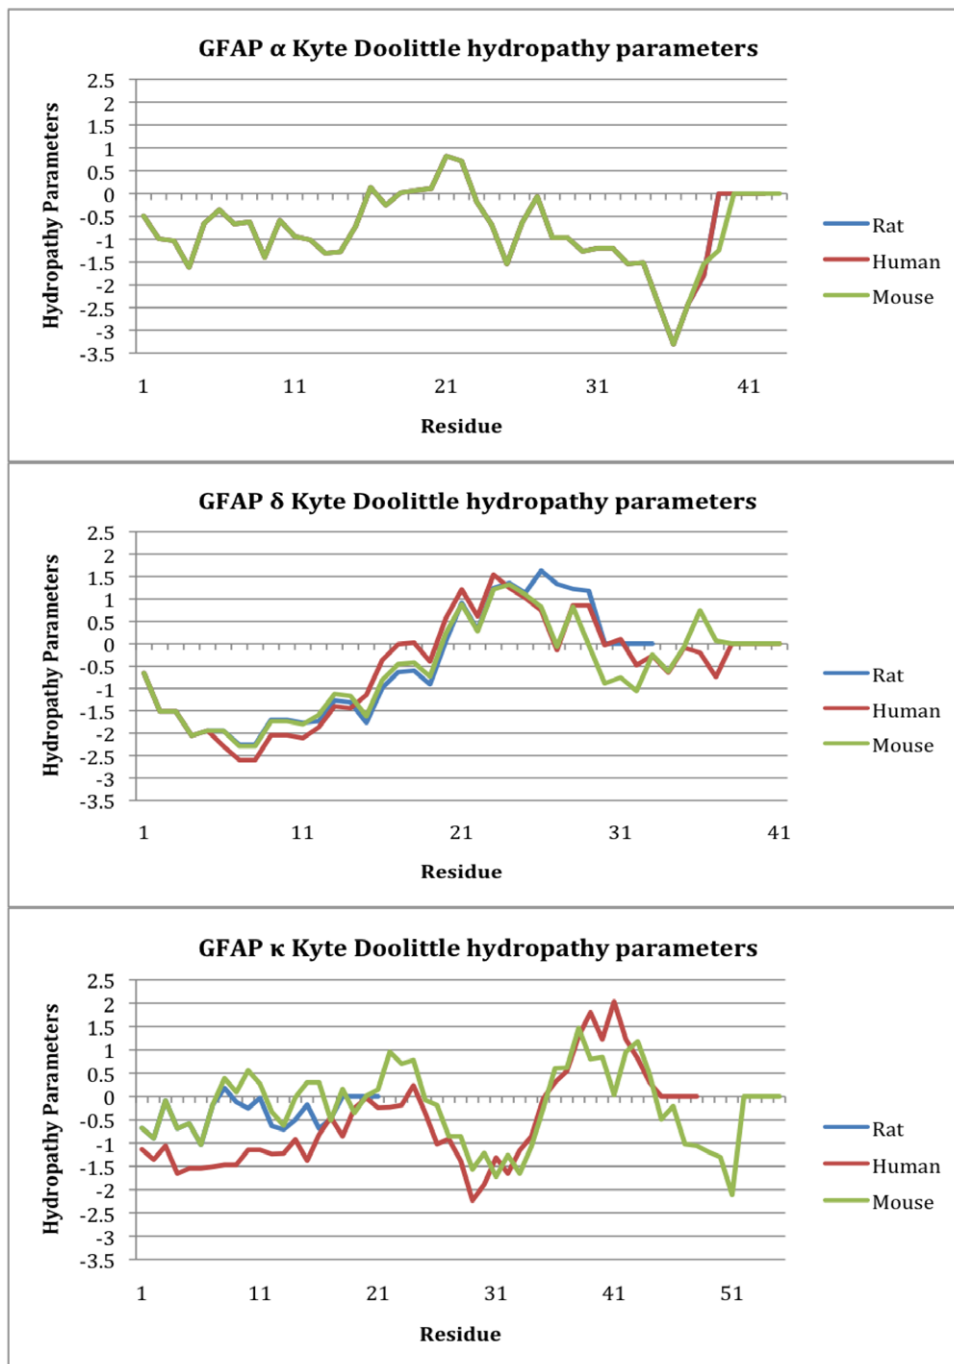 GFAP α Kyte Doolittle hydropathy parameters
Hydropathy Parameters
2.5
2
1.5
1
0.5
0
-0.5
-1
-1.5
-2
-2.5
-3
-3.5
1 11 21 31 41
Residue
Rat
Human
Mouse
GFAP δ Kyte Doolittle hydropathy parameters
Hydropathy Parameters
2.5
2
1.5
1
0.5
0
-0.5
-1
-1.5
-2
-2.5
-3
-3.5
1 11 21 31 41
Residue
Rat
Human
Mouse
GFAP κ Kyte Doolittle hydropathy parameters
Hydropathy Parameters
2.5
2
1.5
1
0.5
0
-0.5
-1
-1.5
-2
-2.5
-3
-3.5
1 11 21 31 41 51
Residue
Rat
Human
Mouse